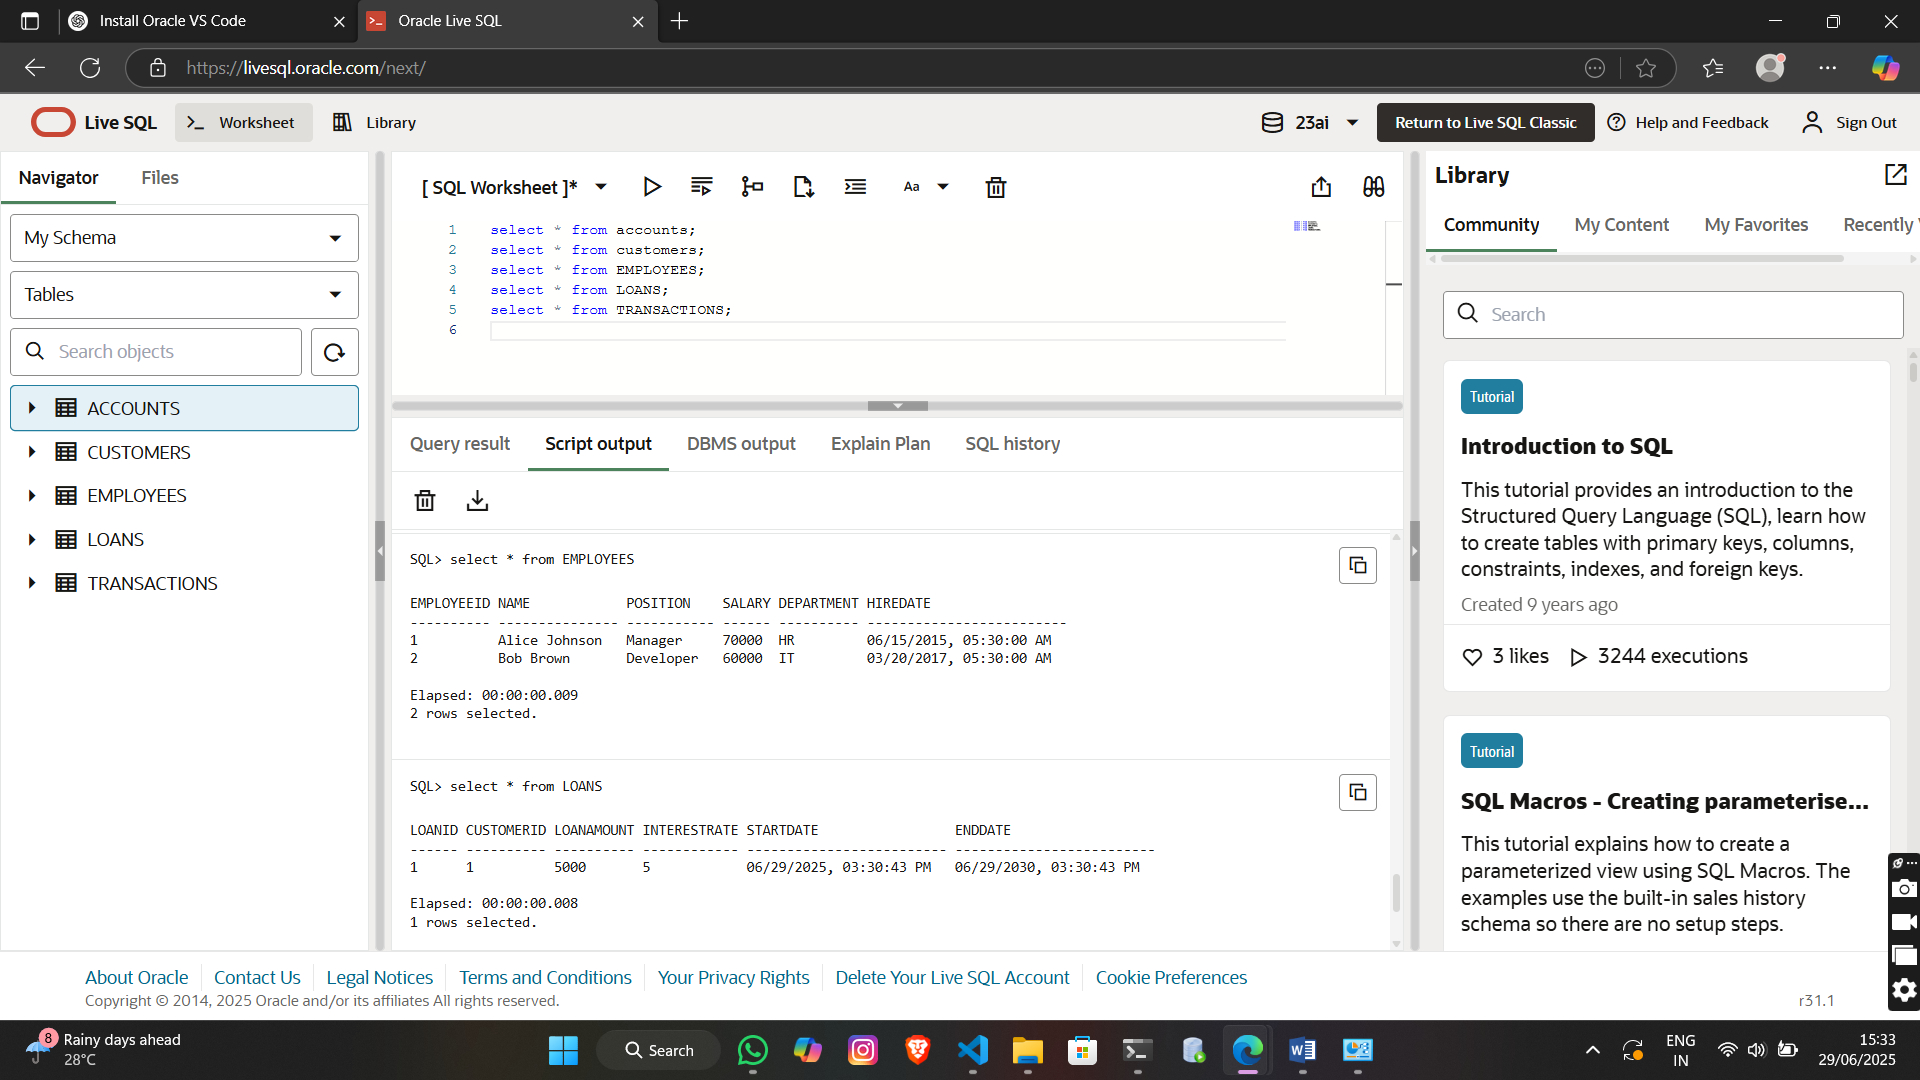 Install Oracle VS Code
Oracle Live SQL
https://livesql.oracle.com/next/
Live SQL
Worksheet
Library
23ai
Return to Live SQL Classic
Help and Feedback
Sign Out
Navigator
Files
My Schema
Tables
Search objects
ACCOUNTS
CUSTOMERS
EMPLOYEES
LOANS
TRANSACTIONS
[ SQL Worksheet ]*
Aa
1 select * from accounts;
2 select * from customers;
3 select * from EMPLOYEES;
4 select * from LOANS;
5 select * from TRANSACTIONS;
6
Query result
Script output
DBMS output
Explain Plan
SQL history
SQL> select * from EMPLOYEES
EMPLOYEEID NAME            POSITION    SALARY DEPARTMENT HIREDATE
---------- --------------- ----------- ------ ---------- -------------------------
1          Alice Johnson   Manager     70000  HR         06/15/2015, 05:30:00 AM
2          Bob Brown       Developer   60000  IT         03/20/2017, 05:30:00 AM
Elapsed: 00:00:00.009
2 rows selected.
SQL> select * from LOANS
LOANID CUSTOMERID LOANAMOUNT INTERESTRATE STARTDATE                 ENDDATE
------ ---------- ---------- ------------ ------------------------- -------------------------
1      1          5000       5            06/29/2025, 03:30:43 PM   06/29/2030, 03:30:43 PM
Elapsed: 00:00:00.008
1 rows selected.
Library
Community
My Content
My Favorites
Recently
Search
Tutorial
Introduction to SQL
This tutorial provides an introduction to the
Structured Query Language (SQL), learn how
to create tables with primary keys, columns,
constraints, indexes, and foreign keys.
Created 9 years ago
3 likes
3244 executions
Tutorial
SQL Macros - Creating parameterise...
This tutorial explains how to create a
parameterized view using SQL Macros. The
examples use the built-in sales history
schema so there are no setup steps.
About Oracle
Contact Us
Legal Notices
Terms and Conditions
Your Privacy Rights
Delete Your Live SQL Account
Cookie Preferences
Copyright © 2014, 2025 Oracle and/or its affiliates All rights reserved.
r31.1
8
Rainy days ahead
28°C
Search
ENG
IN
15:33
29/06/2025